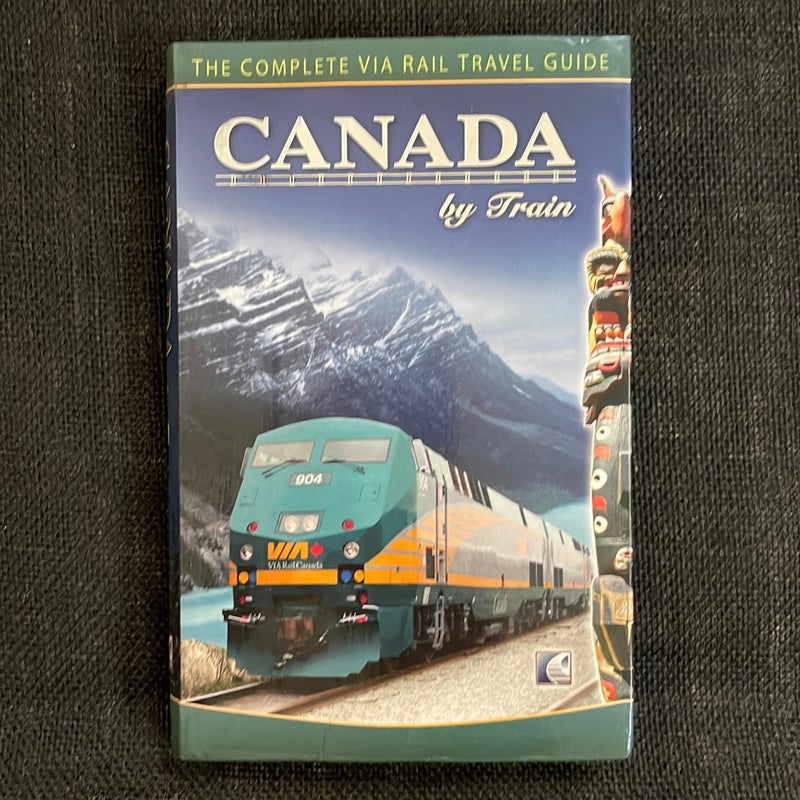 THE COMPLETE VIA RAIL TRAVEL GUIDE
CANADA
by Train
904
VIA
VIA Rail Canada